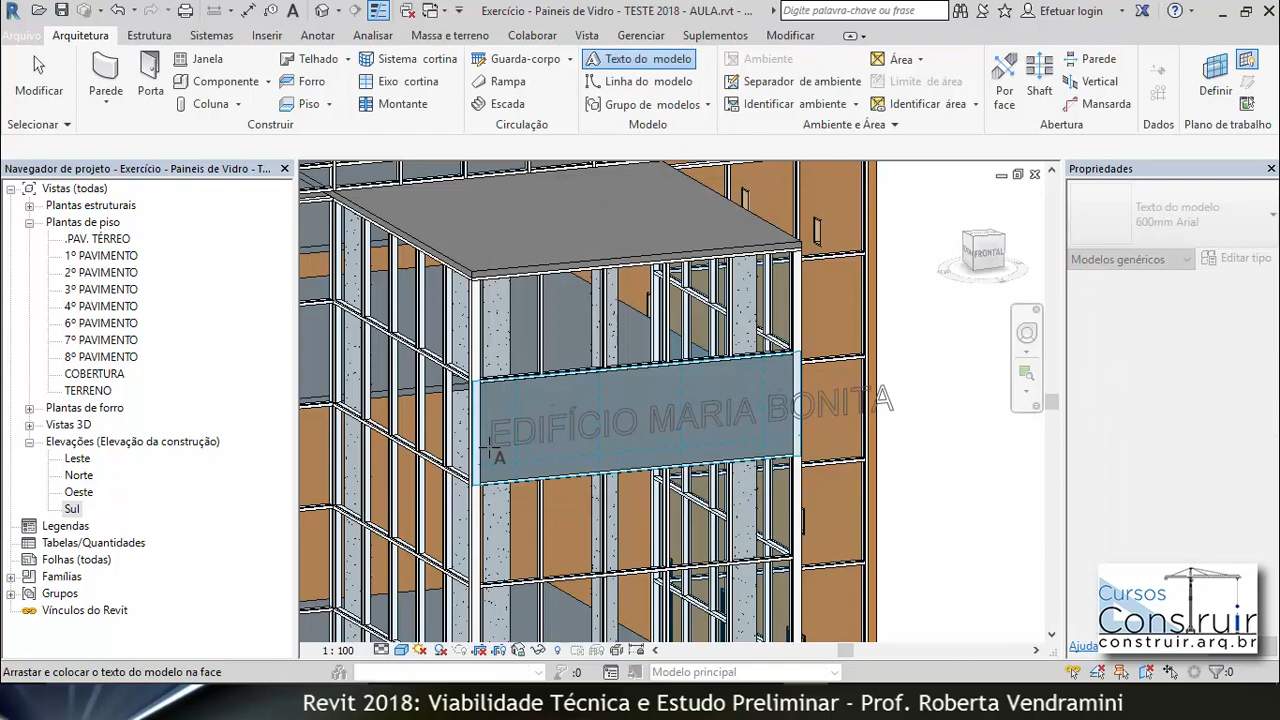 Exercício - Paineis de Vidro - TESTE 2018 - AULA.rvt - ...
Digite palavra-chave ou frase
Efetuar login
Arquivo
Arquitetura
Estrutura
Sistemas
Inserir
Anotar
Analisar
Massa e terreno
Colaborar
Vista
Gerenciar
Suplementos
Modificar
Modificar
Parede
Porta
Janela
Componente
Coluna
Telhado
Forro
Piso
Sistema cortina
Eixo cortina
Montante
Guarda-corpo
Rampa
Escada
Texto do modelo
Linha do modelo
Grupo de modelos
Ambiente
Separador de ambiente
Identificar ambiente
Área
Limite de área
Identificar área
Por face
Shaft
Parede
Vertical
Mansarda
Definir
Selecionar
Construir
Circulação
Modelo
Ambiente e Área
Abertura
Dados
Plano de trabalho
Navegador de projeto - Exercício - Paineis de Vidro - T...
Vistas (todas)
Plantas estruturais
Plantas de piso
.PAV. TÉRREO
1º PAVIMENTO
2º PAVIMENTO
3º PAVIMENTO
4º PAVIMENTO
6º PAVIMENTO
7º PAVIMENTO
8º PAVIMENTO
COBERTURA
TERRENO
Plantas de forro
Vistas 3D
Elevações (Elevação da construção)
Leste
Norte
Oeste
Sul
Legendas
Tabelas/Quantidades
Folhas (todas)
Famílias
Grupos
Vínculos do Revit
EDIFÍCIO MARIA BONITA
A
FRONTAL
Propriedades
Texto do modelo
600mm Arial
Modelos genéricos
Editar tipo
Ajuda
Cursos
Construir
construir.arq.br
1 : 100
Arrastar e colocar o texto do modelo na face
:0
Modelo principal
:0
Revit 2018: Viabilidade Técnica e Estudo Preliminar - Prof. Roberta Vendramini